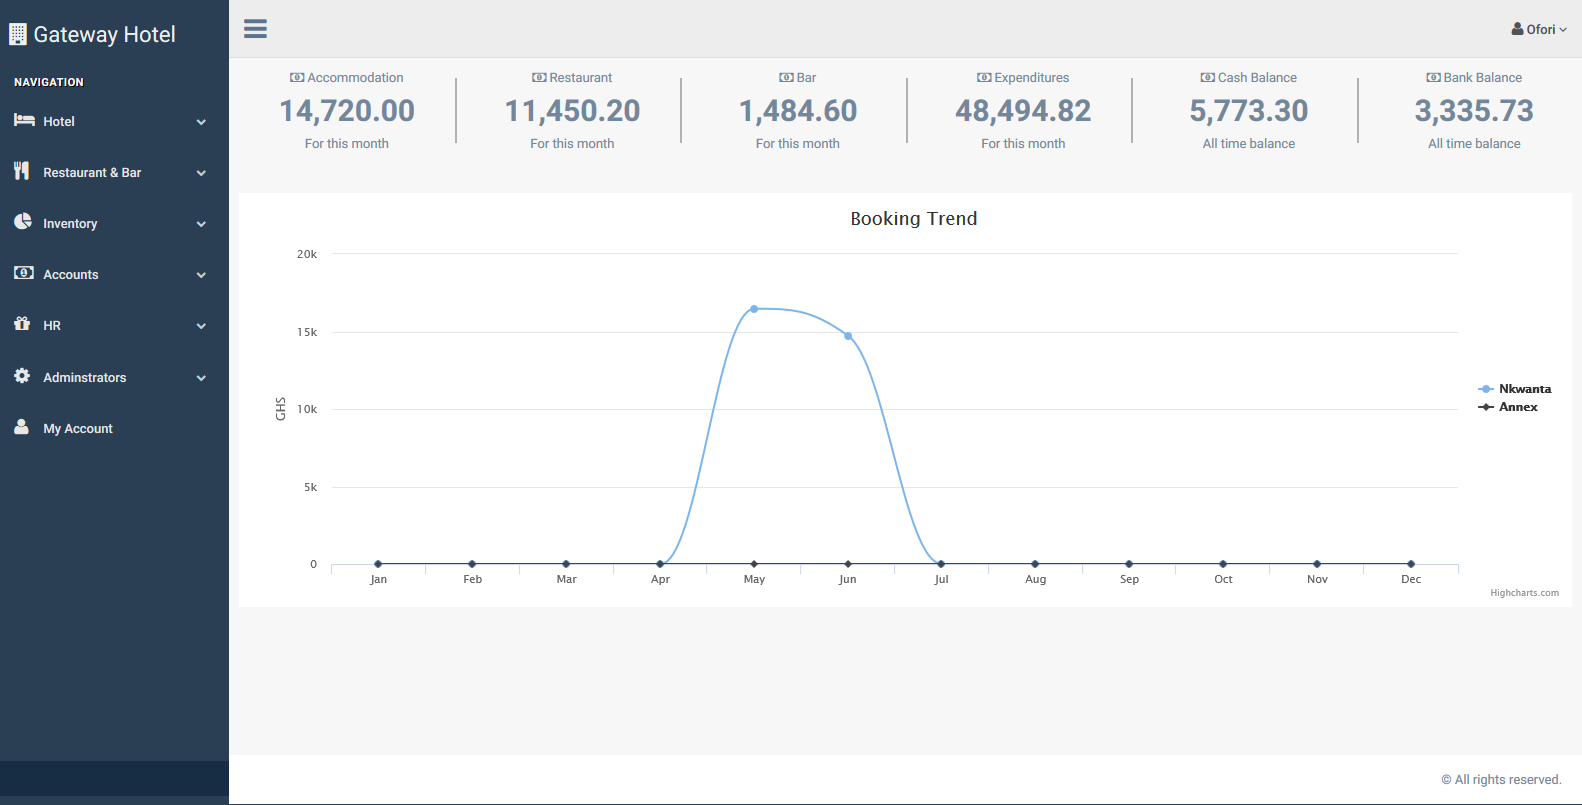 Gateway Hotel
Ofori
NAVIGATION
Hotel
Restaurant & Bar
Inventory
Accounts
HR
Adminstrators
My Account
Accommodation
14,720.00
For this month
Restaurant
11,450.20
For this month
Bar
1,484.60
For this month
Expenditures
48,494.82
For this month
Cash Balance
5,773.30
All time balance
Bank Balance
3,335.73
All time balance
Booking Trend
GHS
20k
15k
10k
5k
0
Jan Feb Mar Apr May Jun Jul Aug Sep Oct Nov Dec
Nkwanta
Annex
Highcharts.com
© All rights reserved.